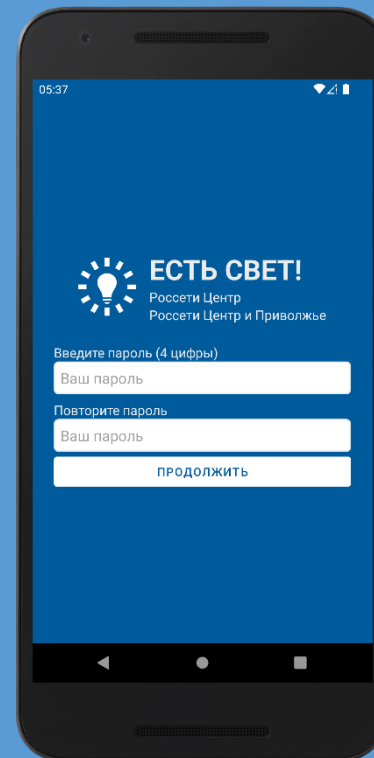 05:37
ЕСТЬ СВЕТ!
Россети Центр
Россети Центр и Приволжье
Введите пароль (4 цифры)
Ваш пароль
Повторите пароль
Ваш пароль
ПРОДОЛЖИТЬ